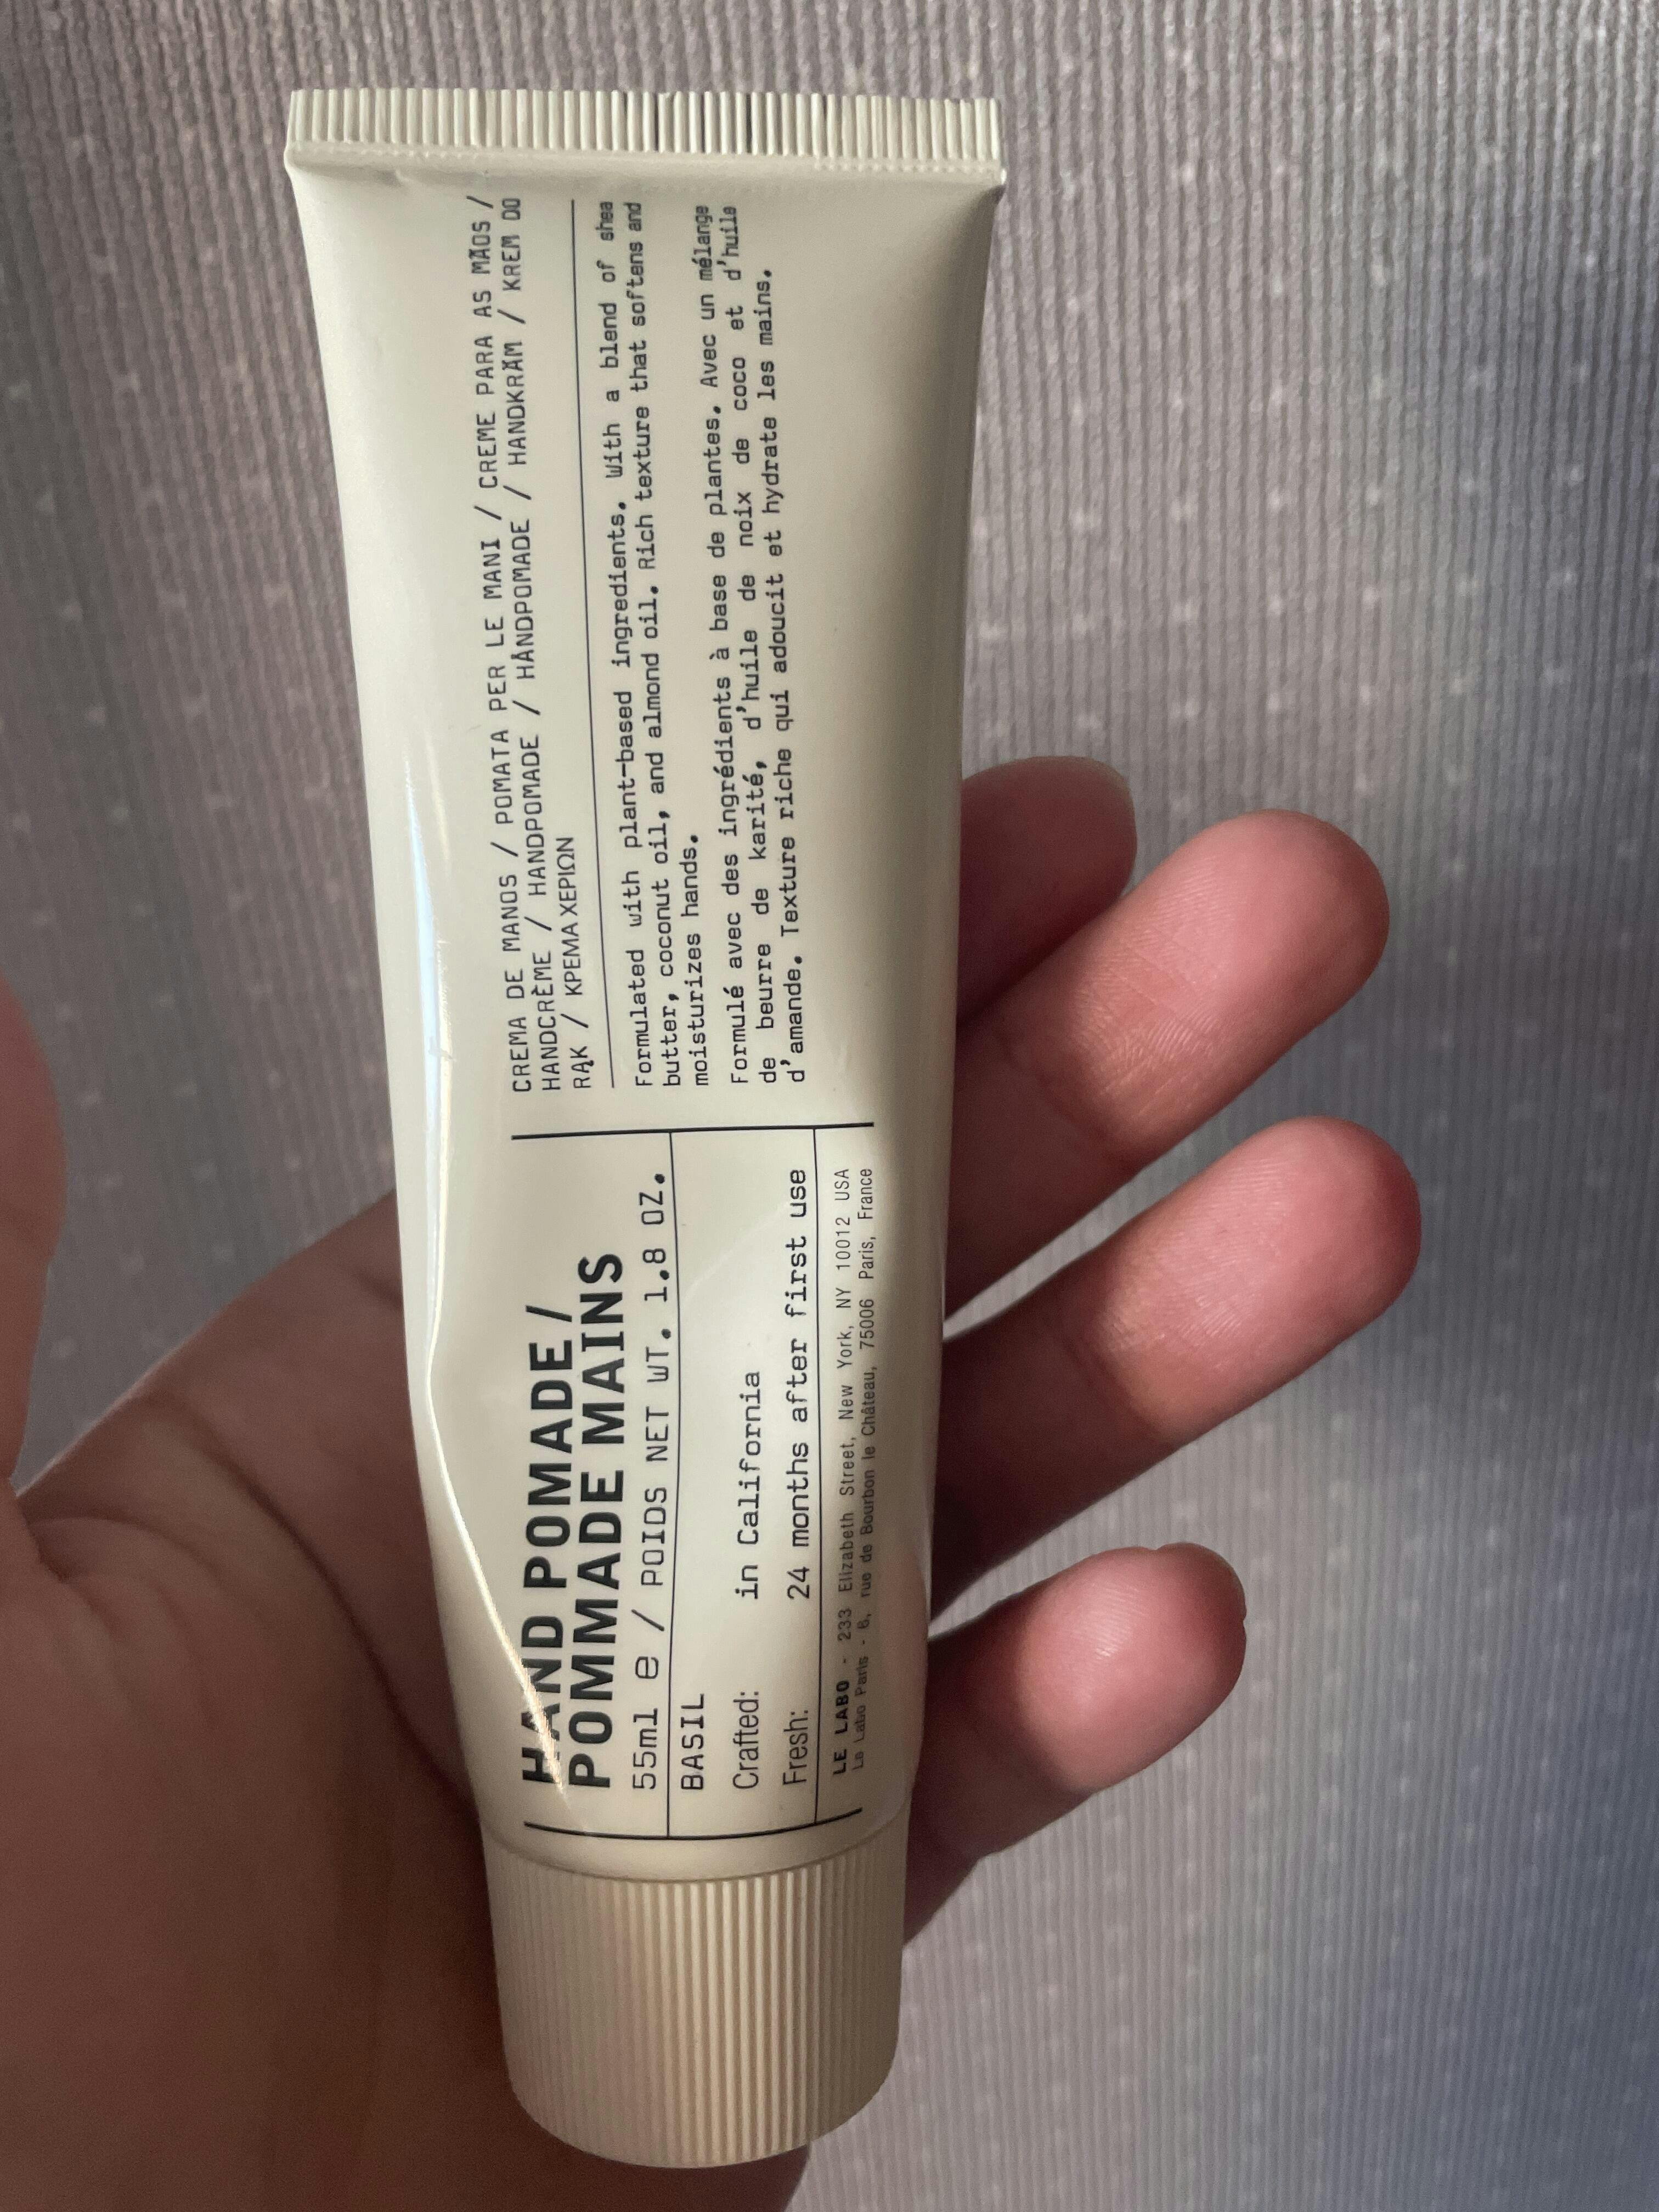 HAND POMADE /
POMMADE MAINS
55ml e / POIDS NET WT. 1.8 OZ.
BASIL
Crafted: in California
Fresh: 24 months after first use
LE LABO - 233 Elizabeth Street, New York, NY 10012 USA
Le Labo Paris - 6, rue de Bourbon le Château, 75006 Paris, France
CREMA DE MANOS / POMATA PER LE MANI / CREME PARA AS MÃOS /
HANDCRÈME / HANDPOMADE / HÅNDPOMADE / HANDKRÄM / KREM DO
RĄK / ΚΡΕΜΑ ΧΕΡΙΩΝ
Formulated with plant-based ingredients. With a blend of shea
butter, coconut oil, and almond oil. Rich texture that softens and
moisturizes hands.
Formulé avec des ingrédients à base de plantes. Avec un mélange
de beurre de karité, d'huile de noix de coco et d'huile
d'amande. Texture riche qui adoucit et hydrate les mains.